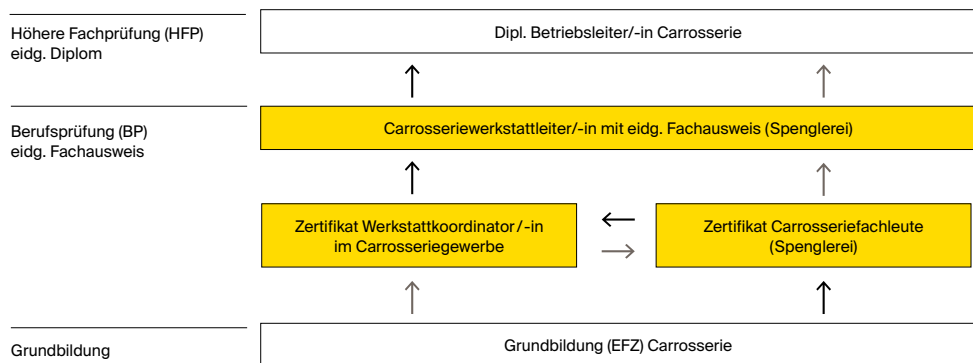 Höhere Fachprüfung (HFP)
eidg. Diplom
Dipl. Betriebsleiter/-in Carrosserie
Berufsprüfung (BP)
eidg. Fachausweis
Carrosseriewerkstattleiter/-in mit eidg. Fachausweis (Spenglerei)
Zertifikat Werkstattkoordinator/-in
im Carrosseriegewerbe
Zertifikat Carrosseriefachleute
(Spenglerei)
Grundbildung
Grundbildung (EFZ) Carrosserie